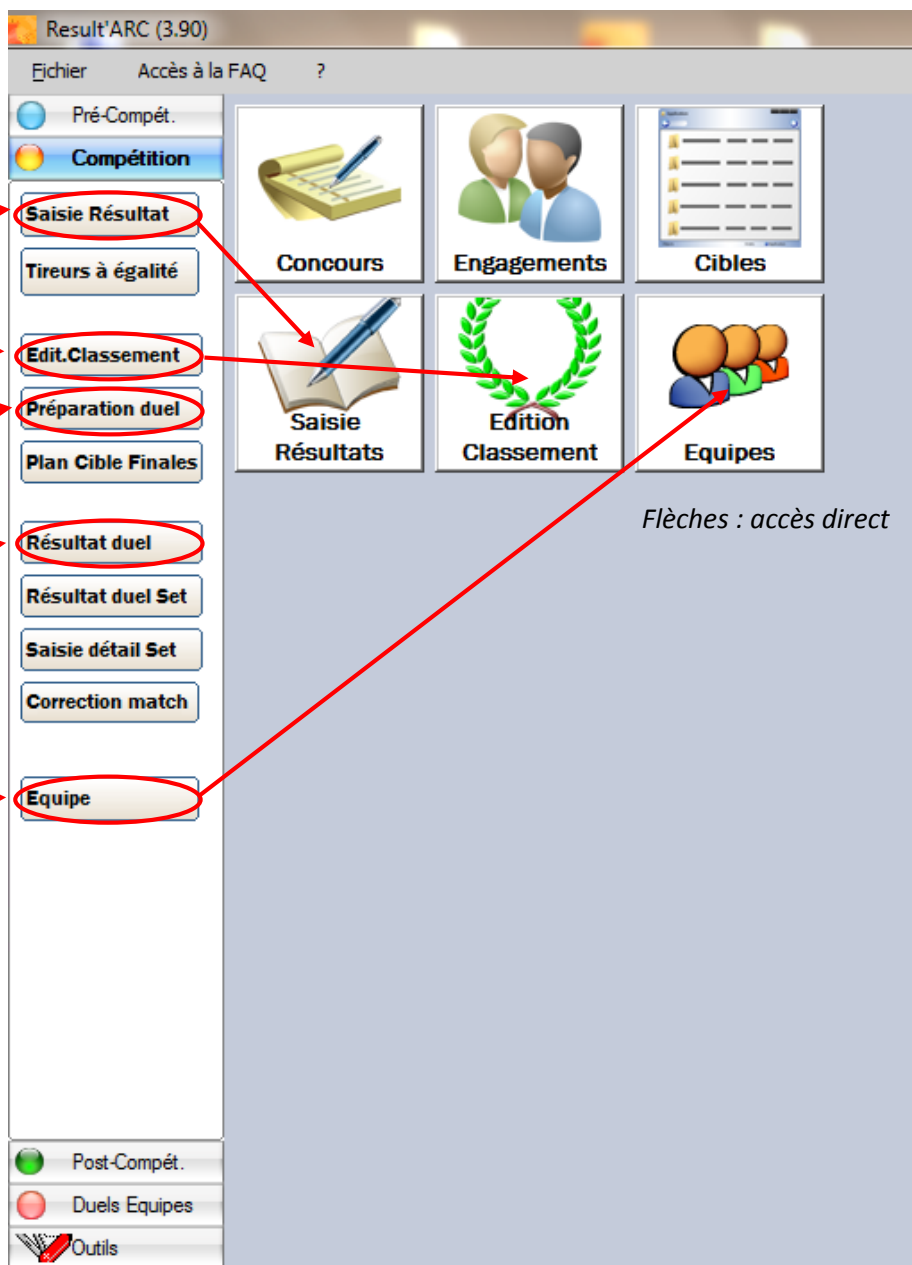 Result'ARC (3.90)
Fichier Accès à la FAQ ?
Pré-Compét.
Compétition
Saisie Résultat
Tireurs à égalité
Edit.Classement
Préparation duel
Plan Cible Finales
Résultat duel
Résultat duel Set
Saisie détail Set
Correction match
Equipe
Concours
Engagements
Cibles
Saisie
Résultats
Edition
Classement
Equipes
Flèches : accès direct
Post-Compét.
Duels Equipes
Outils